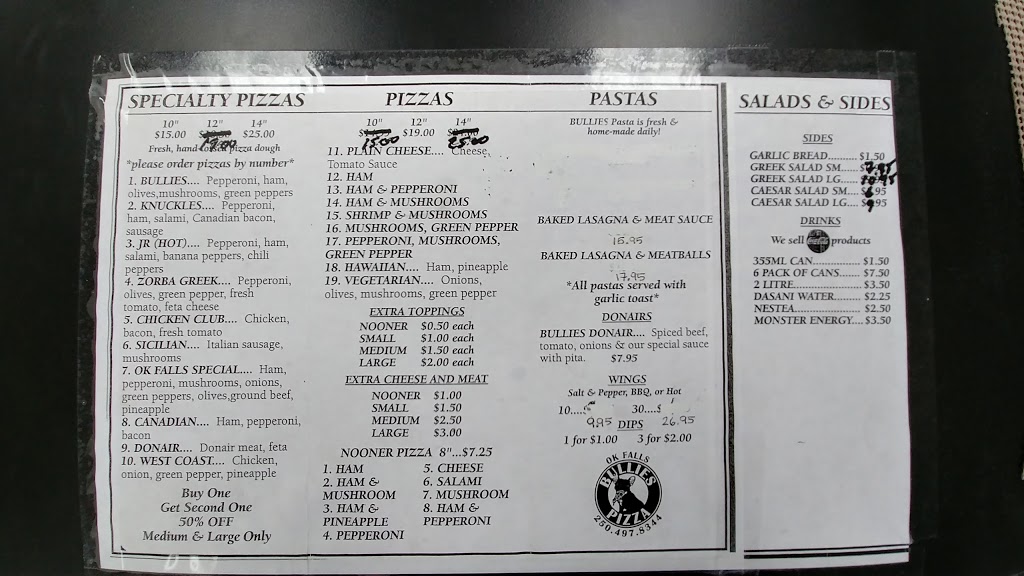 SPECIALTY PIZZAS
10" 12" 14"
$15.00 19.00 $25.00
Fresh, hand pizza dough
*please order pizzas by number*
1. BULLIES.... Pepperoni, ham,
olives,mushrooms, green peppers
2. KNUCKLES.... Pepperoni,
ham, salami, Canadian bacon,
sausage
3. JR (HOT).... Pepperoni, ham,
salami, banana peppers, chili
peppers
4. ZORBA GREEK.... Pepperoni,
olives, green pepper, fresh
tomato, feta cheese
5. CHICKEN CLUB.... Chicken,
bacon, fresh tomato
6. SICILIAN.... Italian sausage,
mushrooms
7. OK FALLS SPECIAL.... Ham,
pepperoni, mushrooms, onions,
green peppers, olives,ground beef,
pineapple
8. CANADIAN.... Ham, pepperoni,
bacon
9. DONAIR.... Donair meat, feta
10. WEST COAST.... Chicken,
onion, green pepper, pineapple
Buy One
Get Second One
50% OFF
Medium & Large Only
PIZZAS
10" 12" 14"
15.00 $19.00 25.00
11. PLAIN CHEESE.... Cheese,
Tomato Sauce
12. HAM
13. HAM & PEPPERONI
14. HAM & MUSHROOMS
15. SHRIMP & MUSHROOMS
16. MUSHROOMS, GREEN PEPPER
17. PEPPERONI, MUSHROOMS,
GREEN PEPPER
18. HAWAIIAN.... Ham, pineapple
19. VEGETARIAN.... Onions,
olives, mushrooms, green pepper
EXTRA TOPPINGS
NOONER $0.50 each
SMALL $1.00 each
MEDIUM $1.50 each
LARGE $2.00 each
EXTRA CHEESE AND MEAT
NOONER $1.00
SMALL $1.50
MEDIUM $2.50
LARGE $3.00
NOONER PIZZA 8"...$7.25
1. HAM
2. HAM &
MUSHROOM
3. HAM &
PINEAPPLE
4. PEPPERONI
5. CHEESE
6. SALAMI
7. MUSHROOM
8. HAM &
PEPPERONI
PASTAS
BULLIES Pasta is fresh &
home-made daily!
BAKED LASAGNA & MEAT SAUCE
15.95
BAKED LASAGNA & MEATBALLS
17.95
*All pastas served with
garlic toast*
DONAIRS
BULLIES DONAIR.... Spiced beef,
tomato, onions & our special sauce
with pita. $7.95
WINGS
Salt & Pepper, BBQ, or Hot
10....$ 30....$
9.95 26.95
DIPS
1 for $1.00 3 for $2.00
OK FALLS
BULLIES
PIZZA
250.497.8344
SALADS & SIDES
SIDES
GARLIC BREAD.......... $1.50
GREEK SALAD SM..... $
GREEK SALAD LG.....
CAESAR SALAD SM.... $ 95
CAESAR SALAD LG.... $9.95
DRINKS
We sell Coca-Cola products
355ML CAN............. $1.50
6 PACK OF CANS...... $7.50
2 LITRE.................. $3.50
DASANI WATER........ $2.25
NESTEA.................. $2.50
MONSTER ENERGY.... $3.50